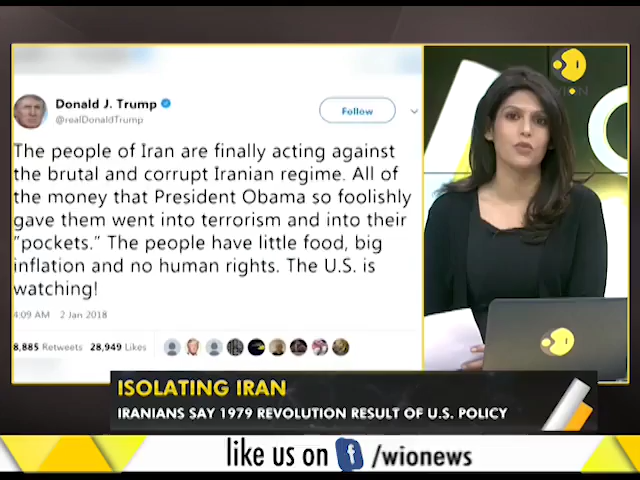 Donald J. Trump
@realDonaldTrump
Follow
The people of Iran are finally acting against
the brutal and corrupt Iranian regime. All of
the money that President Obama so foolishly
gave them went into terrorism and into their
"pockets." The people have little food, big
inflation and no human rights. The U.S. is
watching!
4:09 AM 2 Jan 2018
8,885 Retweets 28,949 Likes
WION
ISOLATING IRAN
IRANIANS SAY 1979 REVOLUTION RESULT OF U.S. POLICY
like us on f /wionews